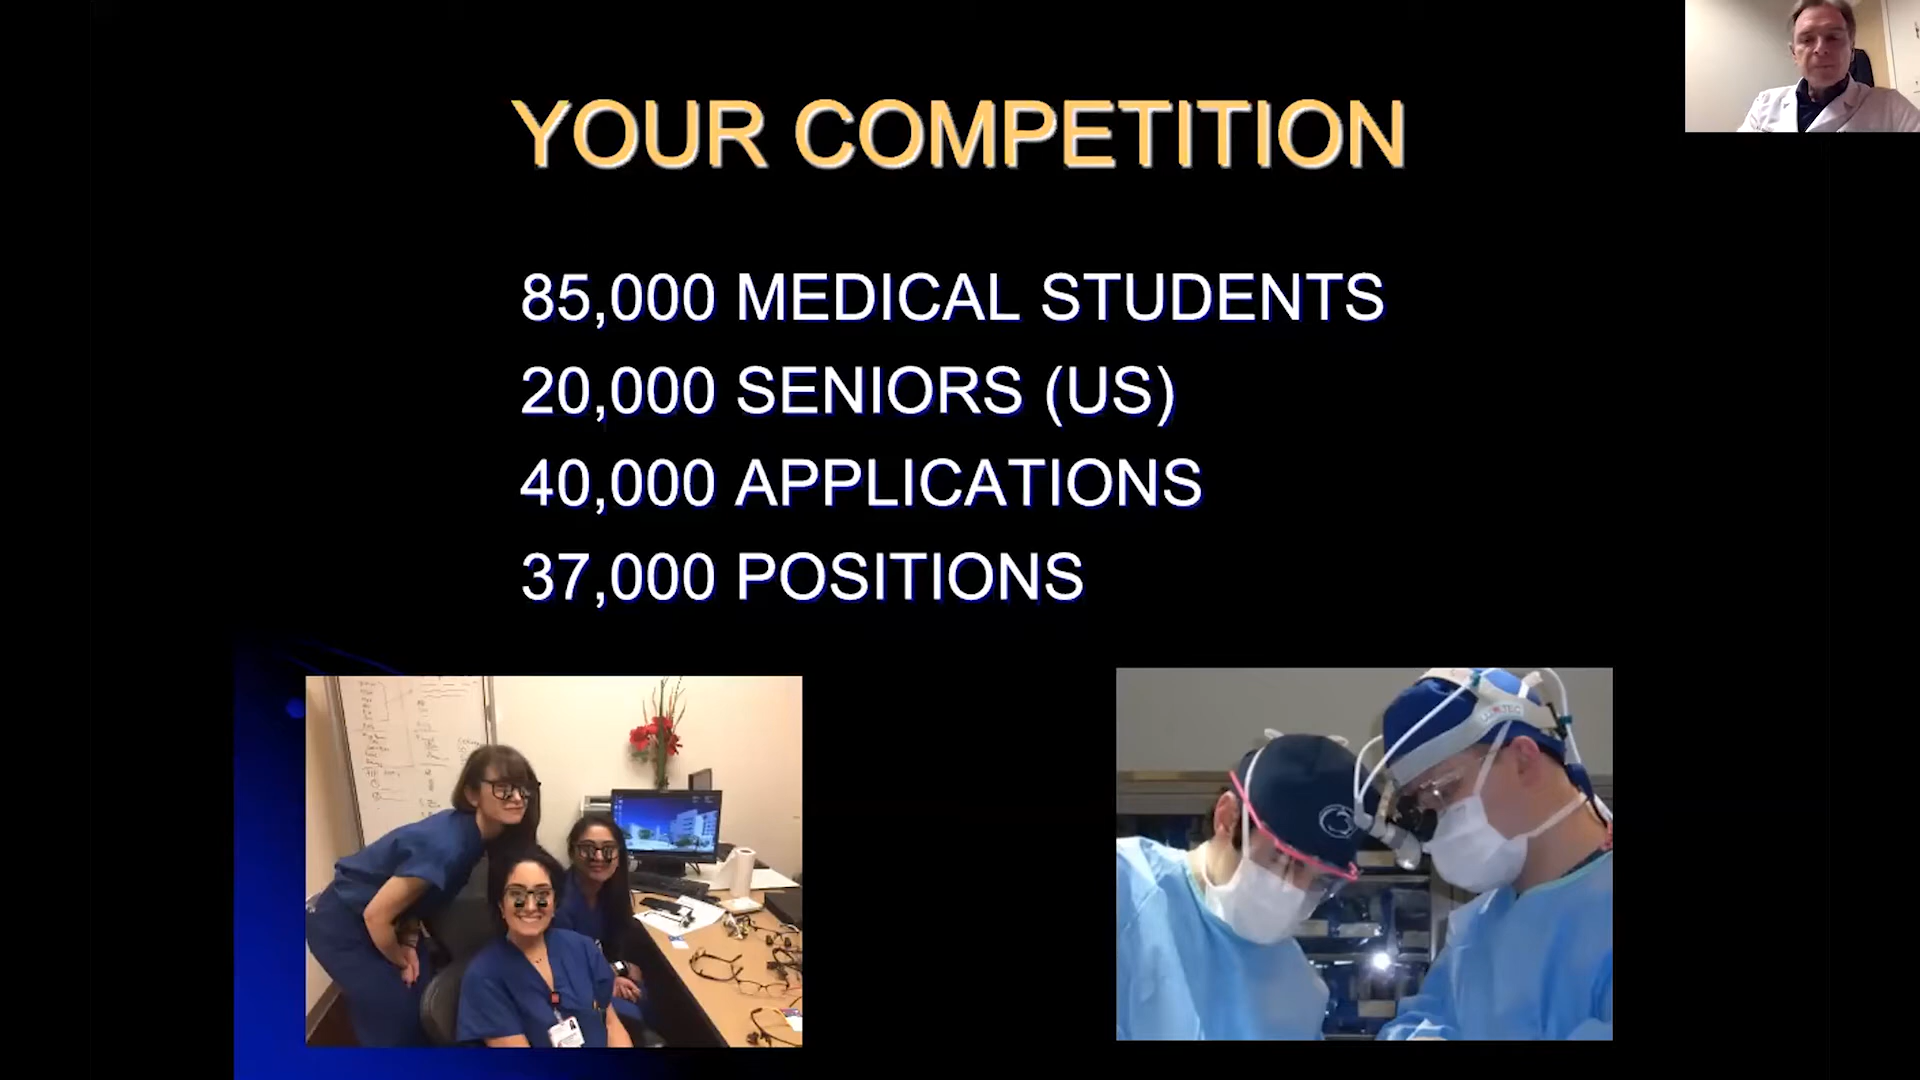 YOUR COMPETITION
85,000 MEDICAL STUDENTS
20,000 SENIORS (US)
40,000 APPLICATIONS
37,000 POSITIONS